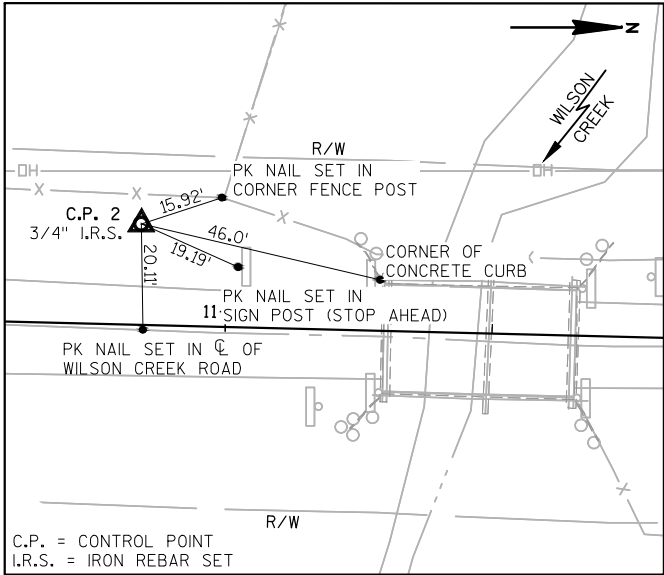 N
WILSON
CREEK
R/W
OH
OH
PK NAIL SET IN
CORNER FENCE POST
15.92'
C.P. 2
3/4" I.R.S.
46.0'
19.19'
20.11'
CORNER OF
CONCRETE CURB
PK NAIL SET IN
11
SIGN POST (STOP AHEAD)
PK NAIL SET IN ℄ OF
WILSON CREEK ROAD
R/W
C.P. = CONTROL POINT
I.R.S. = IRON REBAR SET